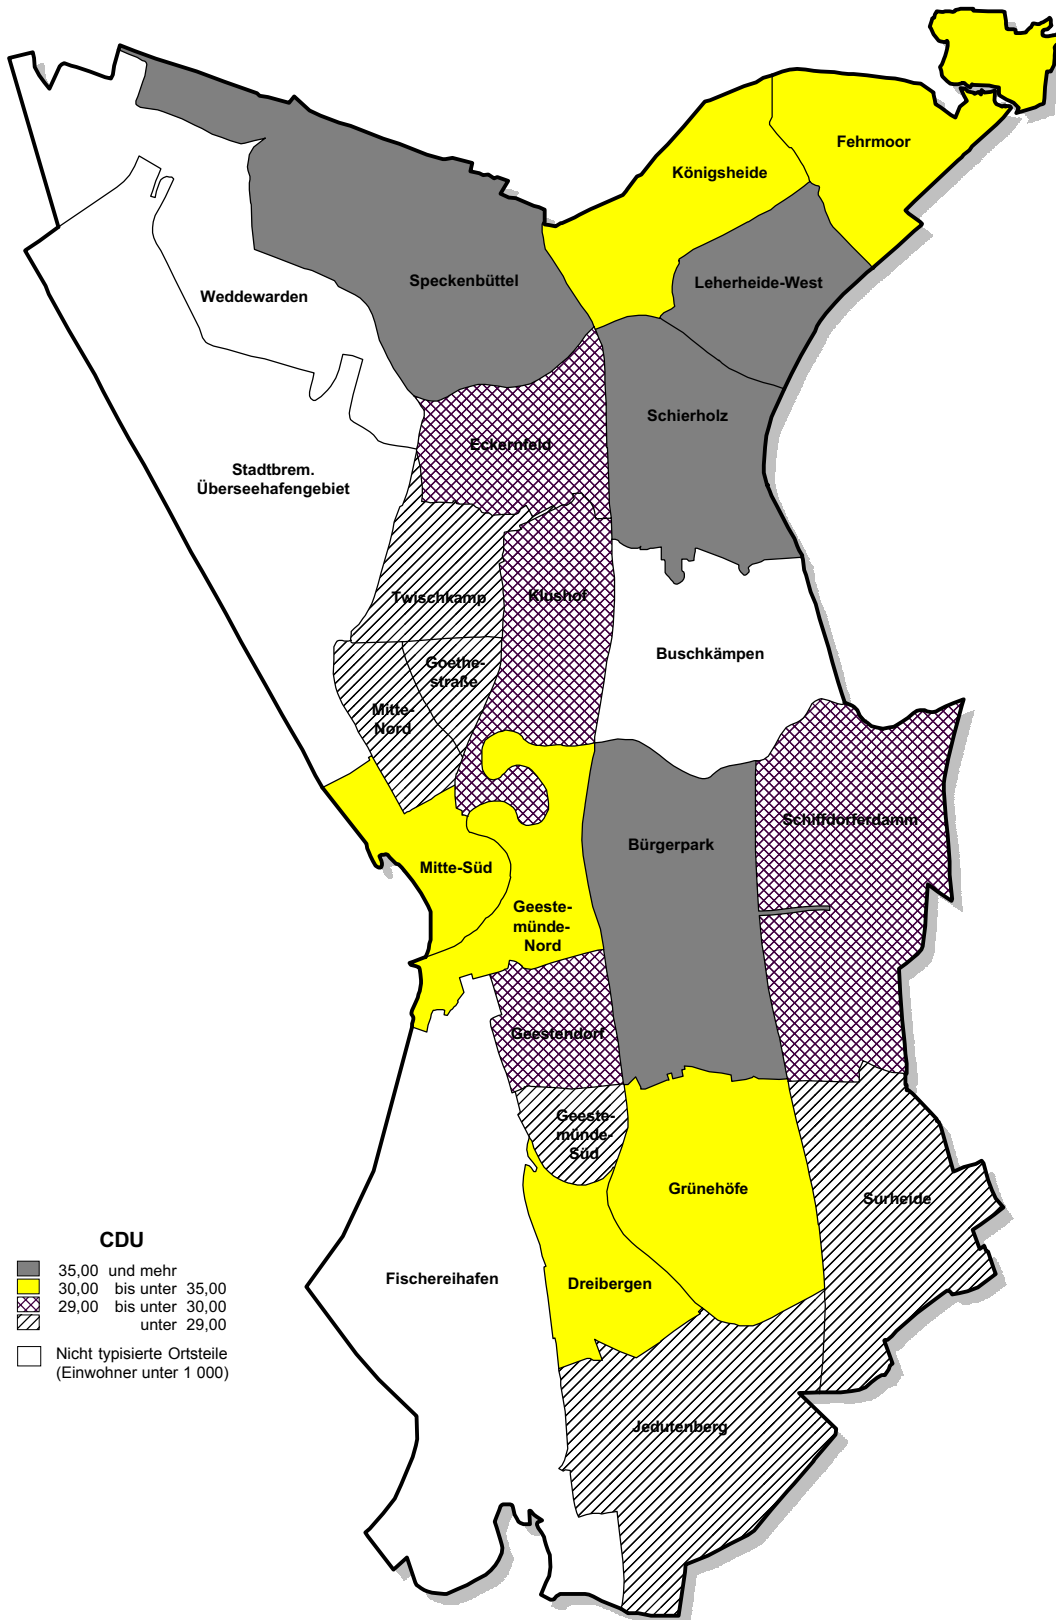 Fehrmoor
Königsheide
Speckenbüttel
Leherheide-West
Weddewarden
Schierholz
Eckernfeld
Stadtbrem.
Überseehafengebiet
Twischkamp
Klushof
Goethe-
straße
Buschkämpen
Mitte-
Nord
Schiffdorferdamm
Bürgerpark
Mitte-Süd
Geeste-
münde-
Nord
Geestendorf
Geeste-
münde-
Süd
Grünehöfe
Surheide
Fischereihafen
Dreibergen
Jedutenberg
CDU
35,00 und mehr
30,00 bis unter 35,00
29,00 bis unter 30,00
unter 29,00
Nicht typisierte Ortsteile
(Einwohner unter 1 000)